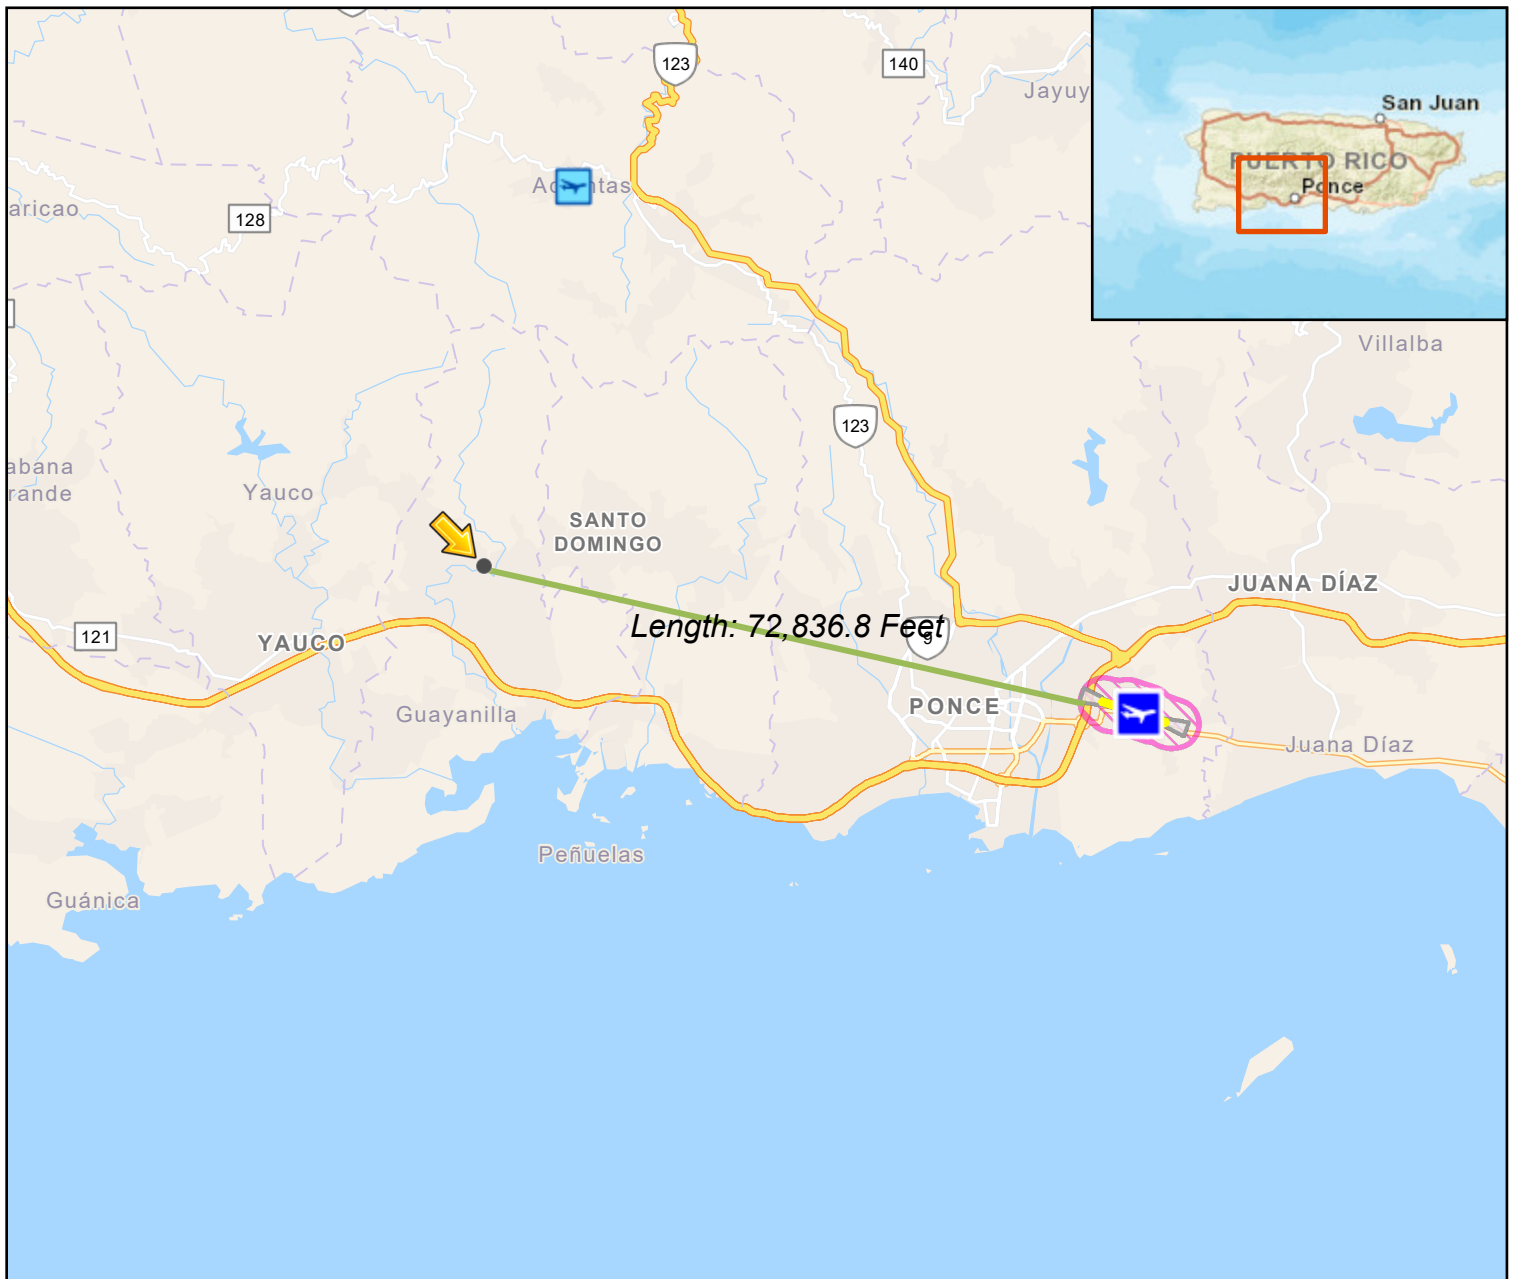 123
140
Jayuy
San Juan
PUERTO RICO
Ponce
128
aricao
Villalba
123
abana
rande
Yauco
SANTO
DOMINGO
JUANA DÍAZ
Length: 72,836.8 Feet
9
121
YAUCO
PONCE
Guayanilla
Juana Díaz
Peñuelas
Guánica